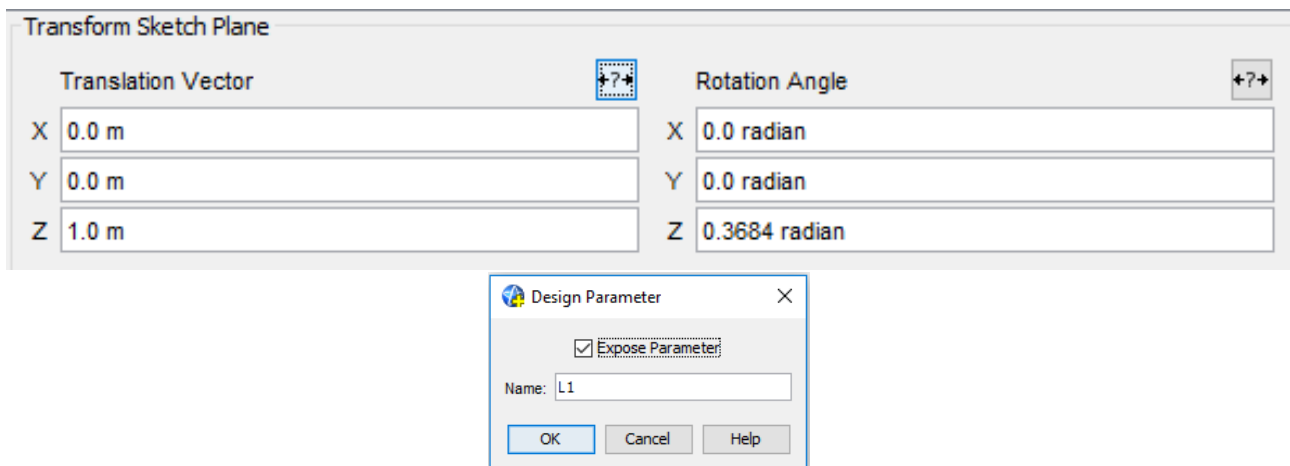 Transform Sketch Plane
Translation Vector +?+ Rotation Angle +?+
X 0.0 m X 0.0 radian
Y 0.0 m Y 0.0 radian
Z 1.0 m Z 0.3684 radian
Design Parameter
Expose Parameter
Name: L1
OK Cancel Help